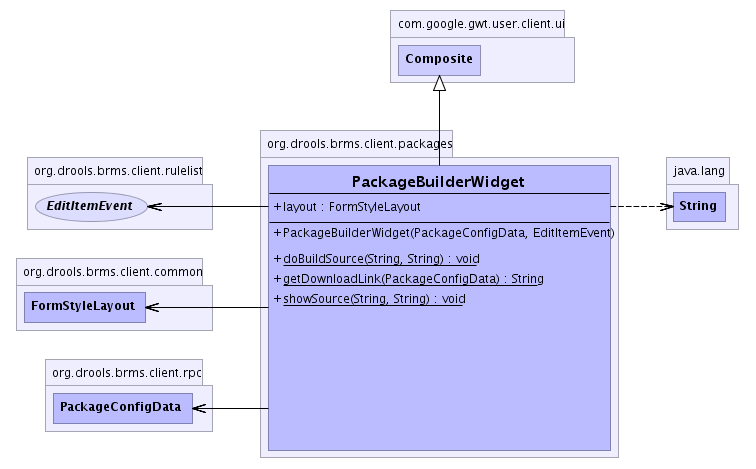 com.google.gwt.user.client.ui
Composite
org.drools.brms.client.packages
PackageBuilderWidget
+ layout : FormStyleLayout
+ PackageBuilderWidget(PackageConfigData, EditItemEvent)
+ doBuildSource(String, String) : void
+ getDownloadLink(PackageConfigData) : String
+ showSource(String, String) : void
org.drools.brms.client.rulelist
EditItemEvent
java.lang
String
org.drools.brms.client.common
FormStyleLayout
org.drools.brms.client.rpc
PackageConfigData